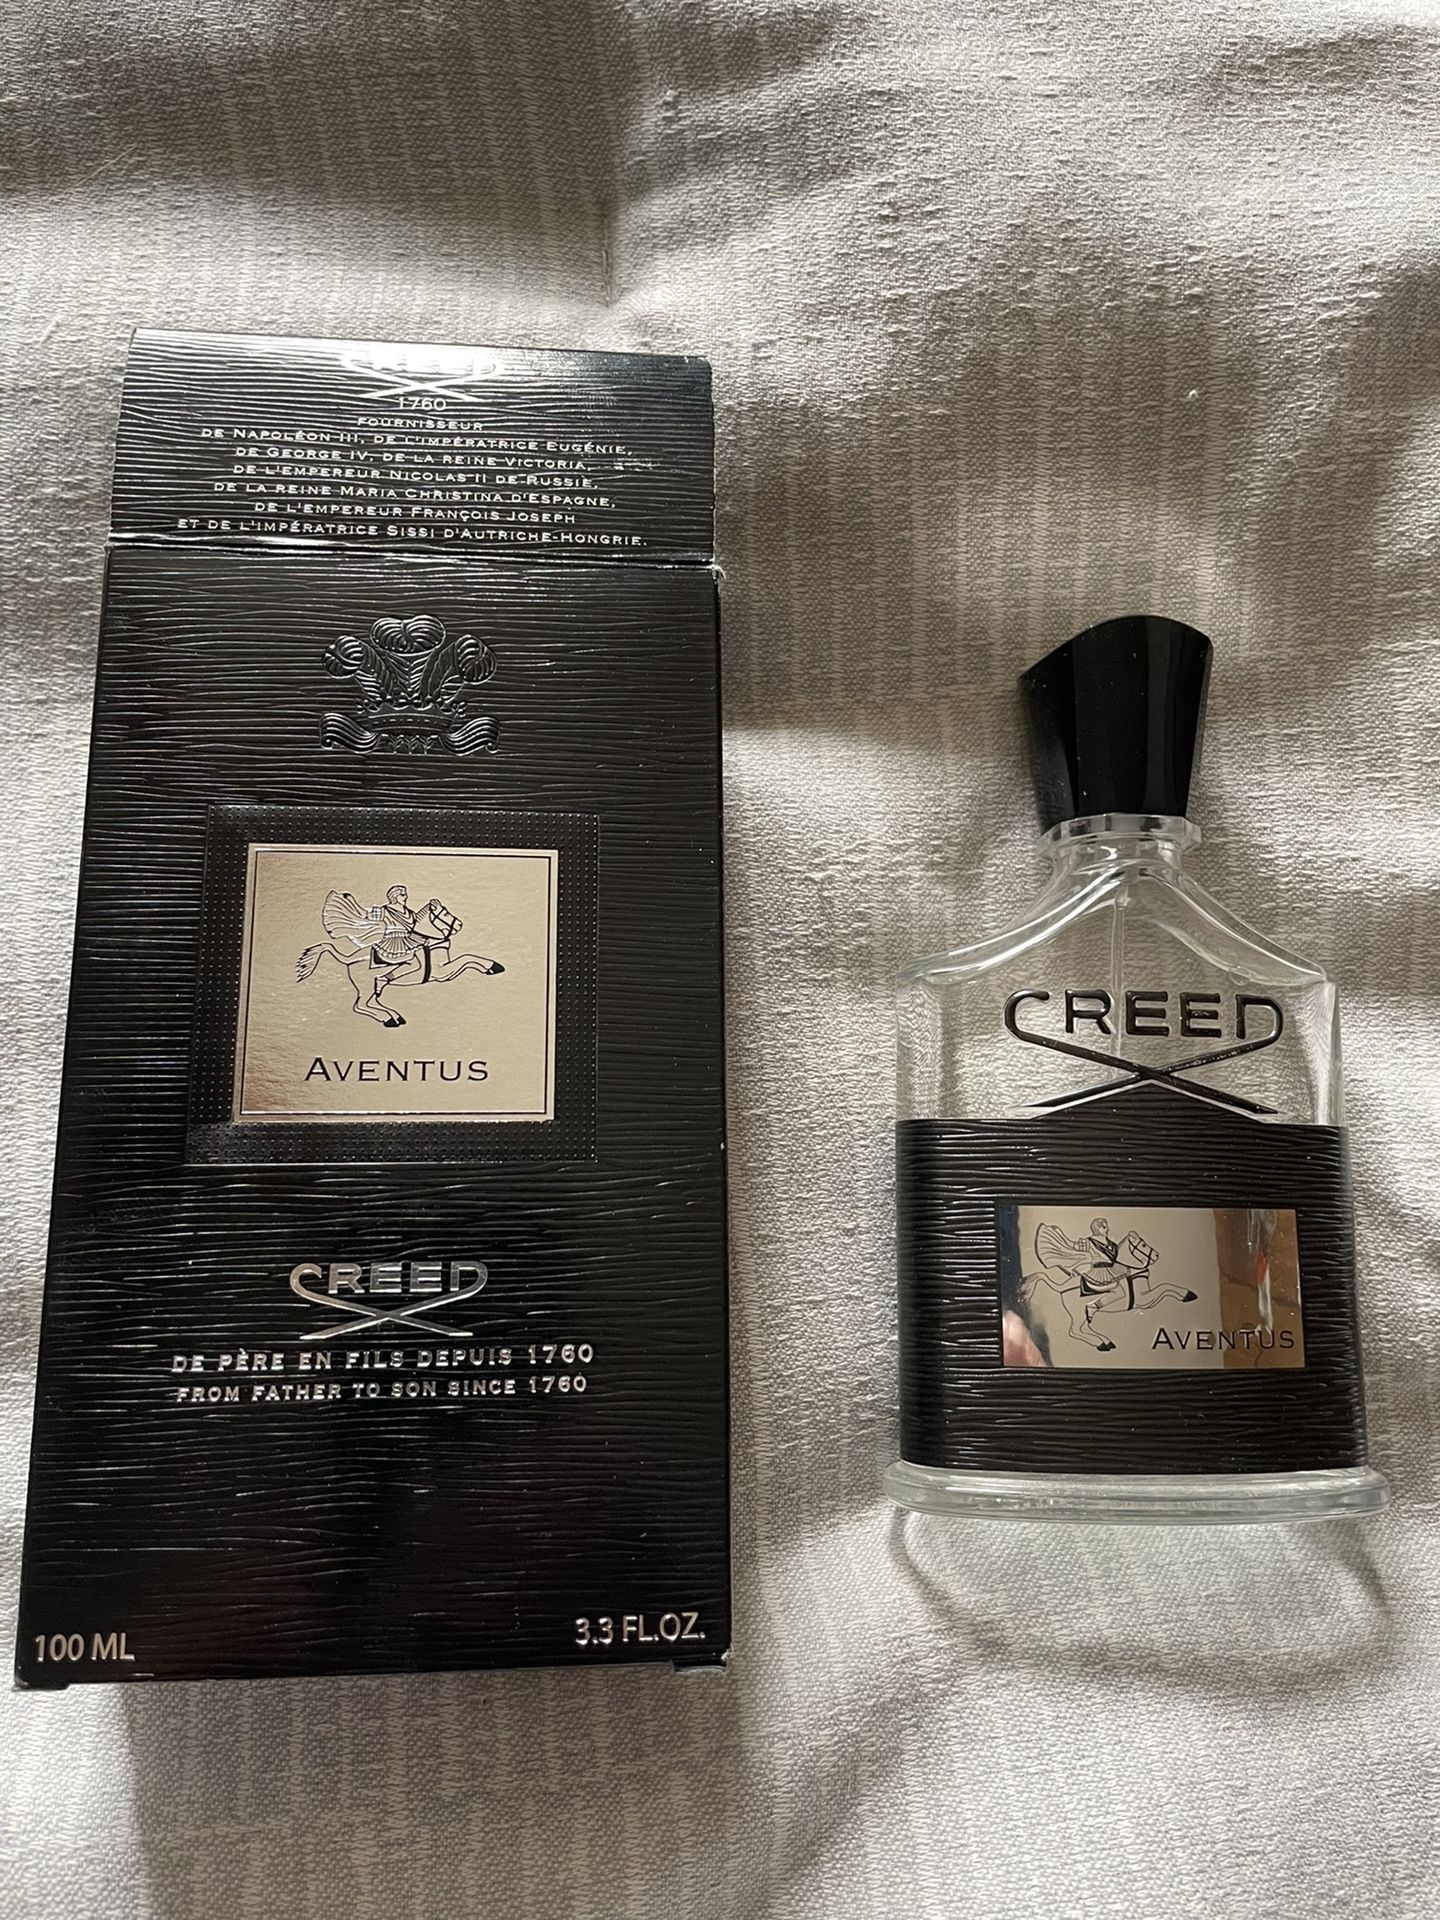 CREED
1760
FOURNISSEUR
DE NAPOLÉON III, DE L'IMPÉRATRICE EUGÉNIE,
DE GEORGE IV, DE LA REINE VICTORIA,
DE L'EMPEREUR NICOLAS II DE RUSSIE,
DE LA REINE MARIA CHRISTINA D'ESPAGNE,
DE L'EMPEREUR FRANÇOIS JOSEPH
ET DE L'IMPÉRATRICE SISSI D'AUTRICHE-HONGRIE.
AVENTUS
CREED
DE PÈRE EN FILS DEPUIS 1760
FROM FATHER TO SON SINCE 1760
100 ML
3.3 FL.OZ.
CREED
AVENTUS